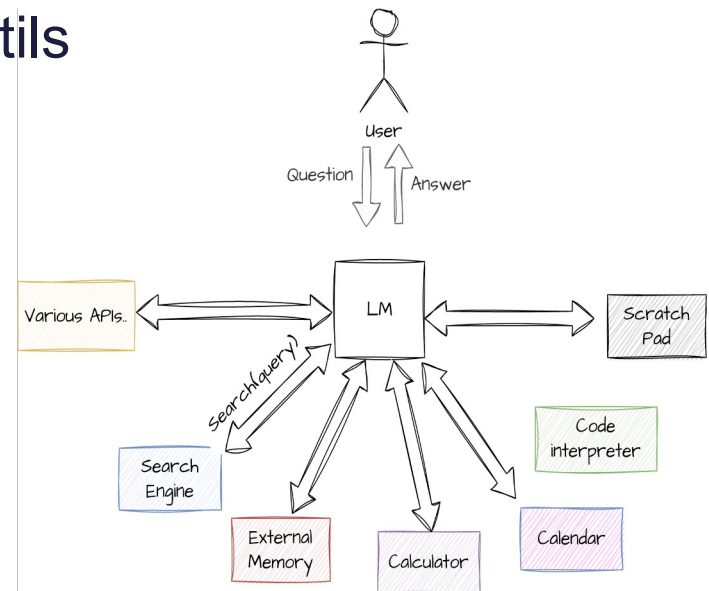 tils
User
Question
Answer
Various APIs..
LM
Scratch
Pad
Search(query)
Code
interpreter
Search
Engine
External
Memory
Calculator
Calendar